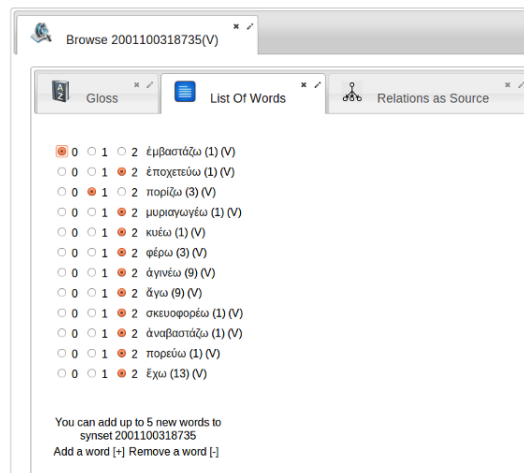 Browse 2001100318735(V)
Gloss
List Of Words
Relations as Source
0 1 2 ἐμβαστάζω (1) (V)
0 1 2 ἐποχετεύω (1) (V)
0 1 2 πορίζω (3) (V)
0 1 2 μυριαγωγέω (1) (V)
0 1 2 κυέω (1) (V)
0 1 2 φέρω (3) (V)
0 1 2 ἀγινέω (9) (V)
0 1 2 ἄγω (9) (V)
0 1 2 σκευοφορέω (1) (V)
0 1 2 ἀναβαστάζω (1) (V)
0 1 2 πορεύω (1) (V)
0 1 2 ἔχω (13) (V)
You can add up to 5 new words to
synset 2001100318735
Add a word [+] Remove a word [-]